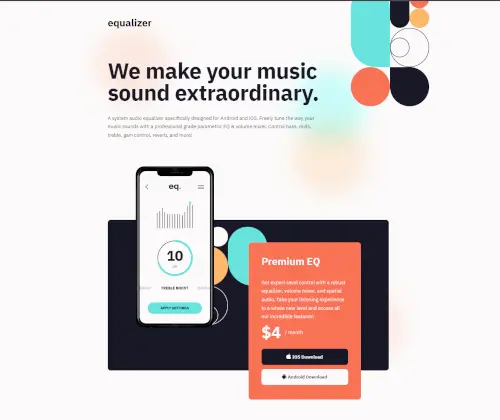 equalizer
We make your music
sound extraordinary.
A system audio equalizer specifically designed for Android and iOS. Freely tune the way your
music sounds with a professional grade parametric EQ & volume mixer. Control bass, mids,
treble, gain control, reverb, and more!
eq.
10
TREBLE BOOST
APPLY SETTINGS
Premium EQ
Get expert-level control with a robust
equalizer, volume mixer, and spatial
audio. Take your listening experience
to a whole new level and access all
our incredible features!
$4 / month
iOS Download
Android Download